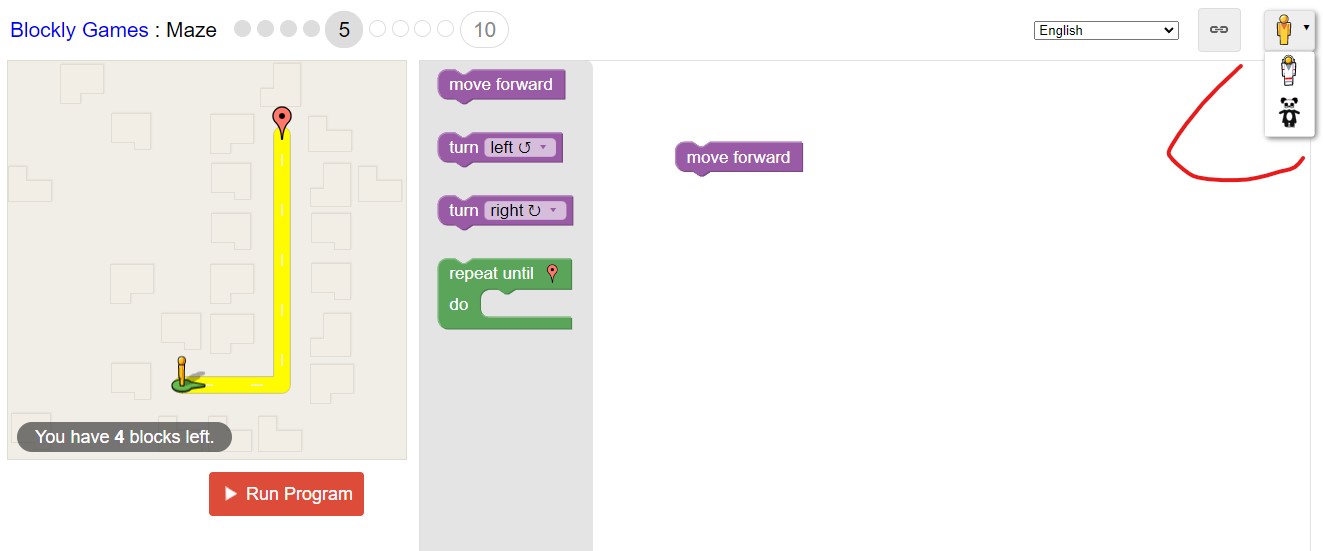 Blockly Games : Maze 5 10
English
move forward
turn left ↺
turn right ↻
repeat until
do
move forward
You have 4 blocks left.
Run Program